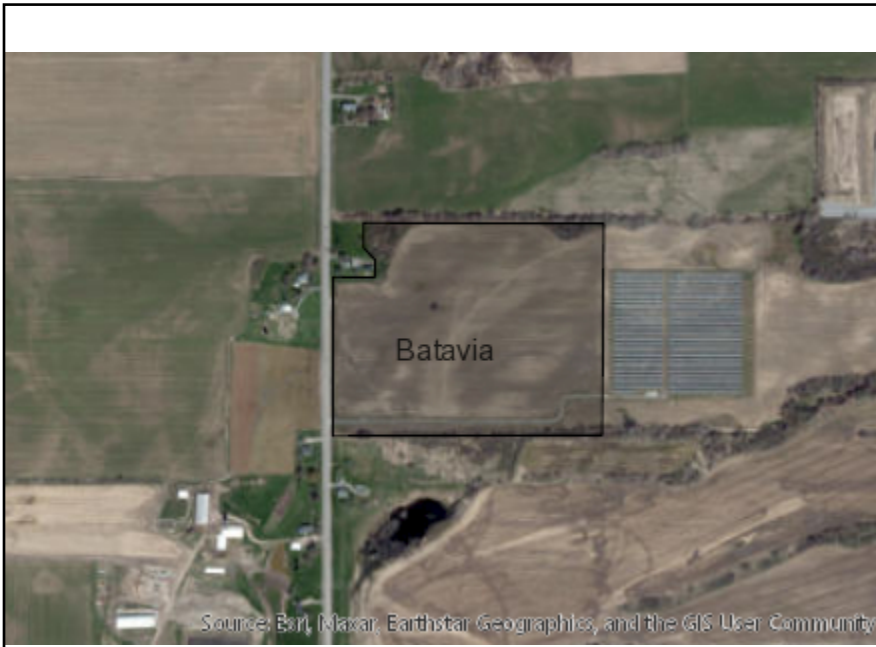 Batavia
Source: Esri, Maxar, Earthstar Geographics, and the GIS User Community